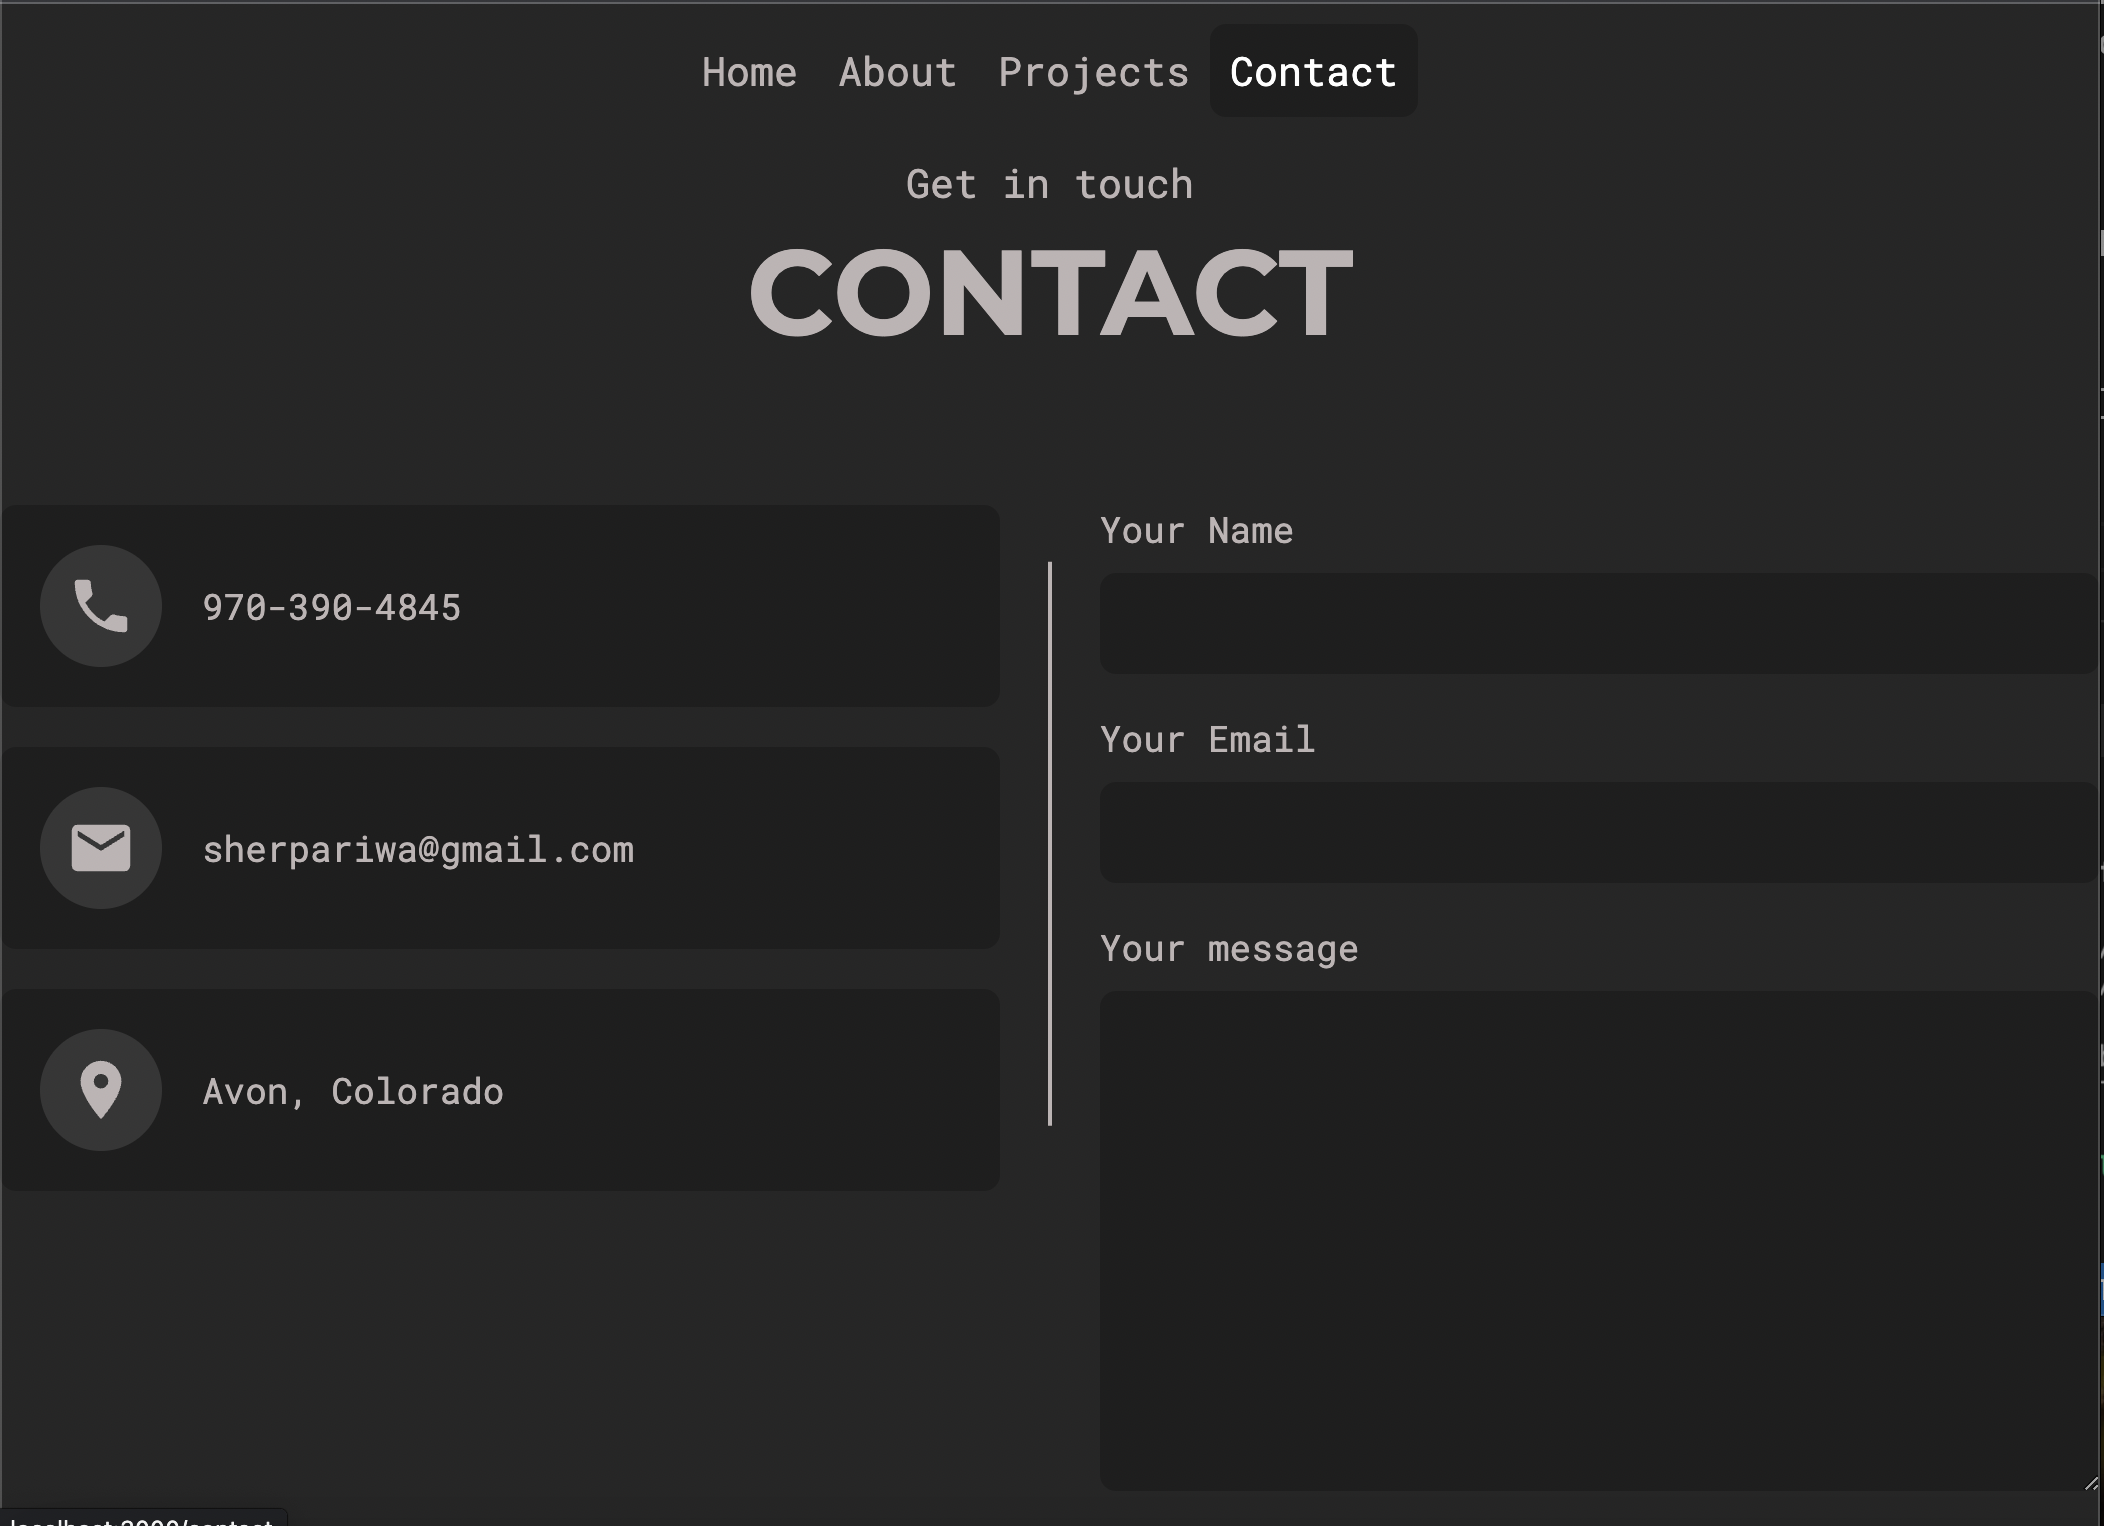 Home About Projects Contact
Get in touch
CONTACT
970-390-4845
sherpariwa@gmail.com
Avon, Colorado
Your Name
Your Email
Your message